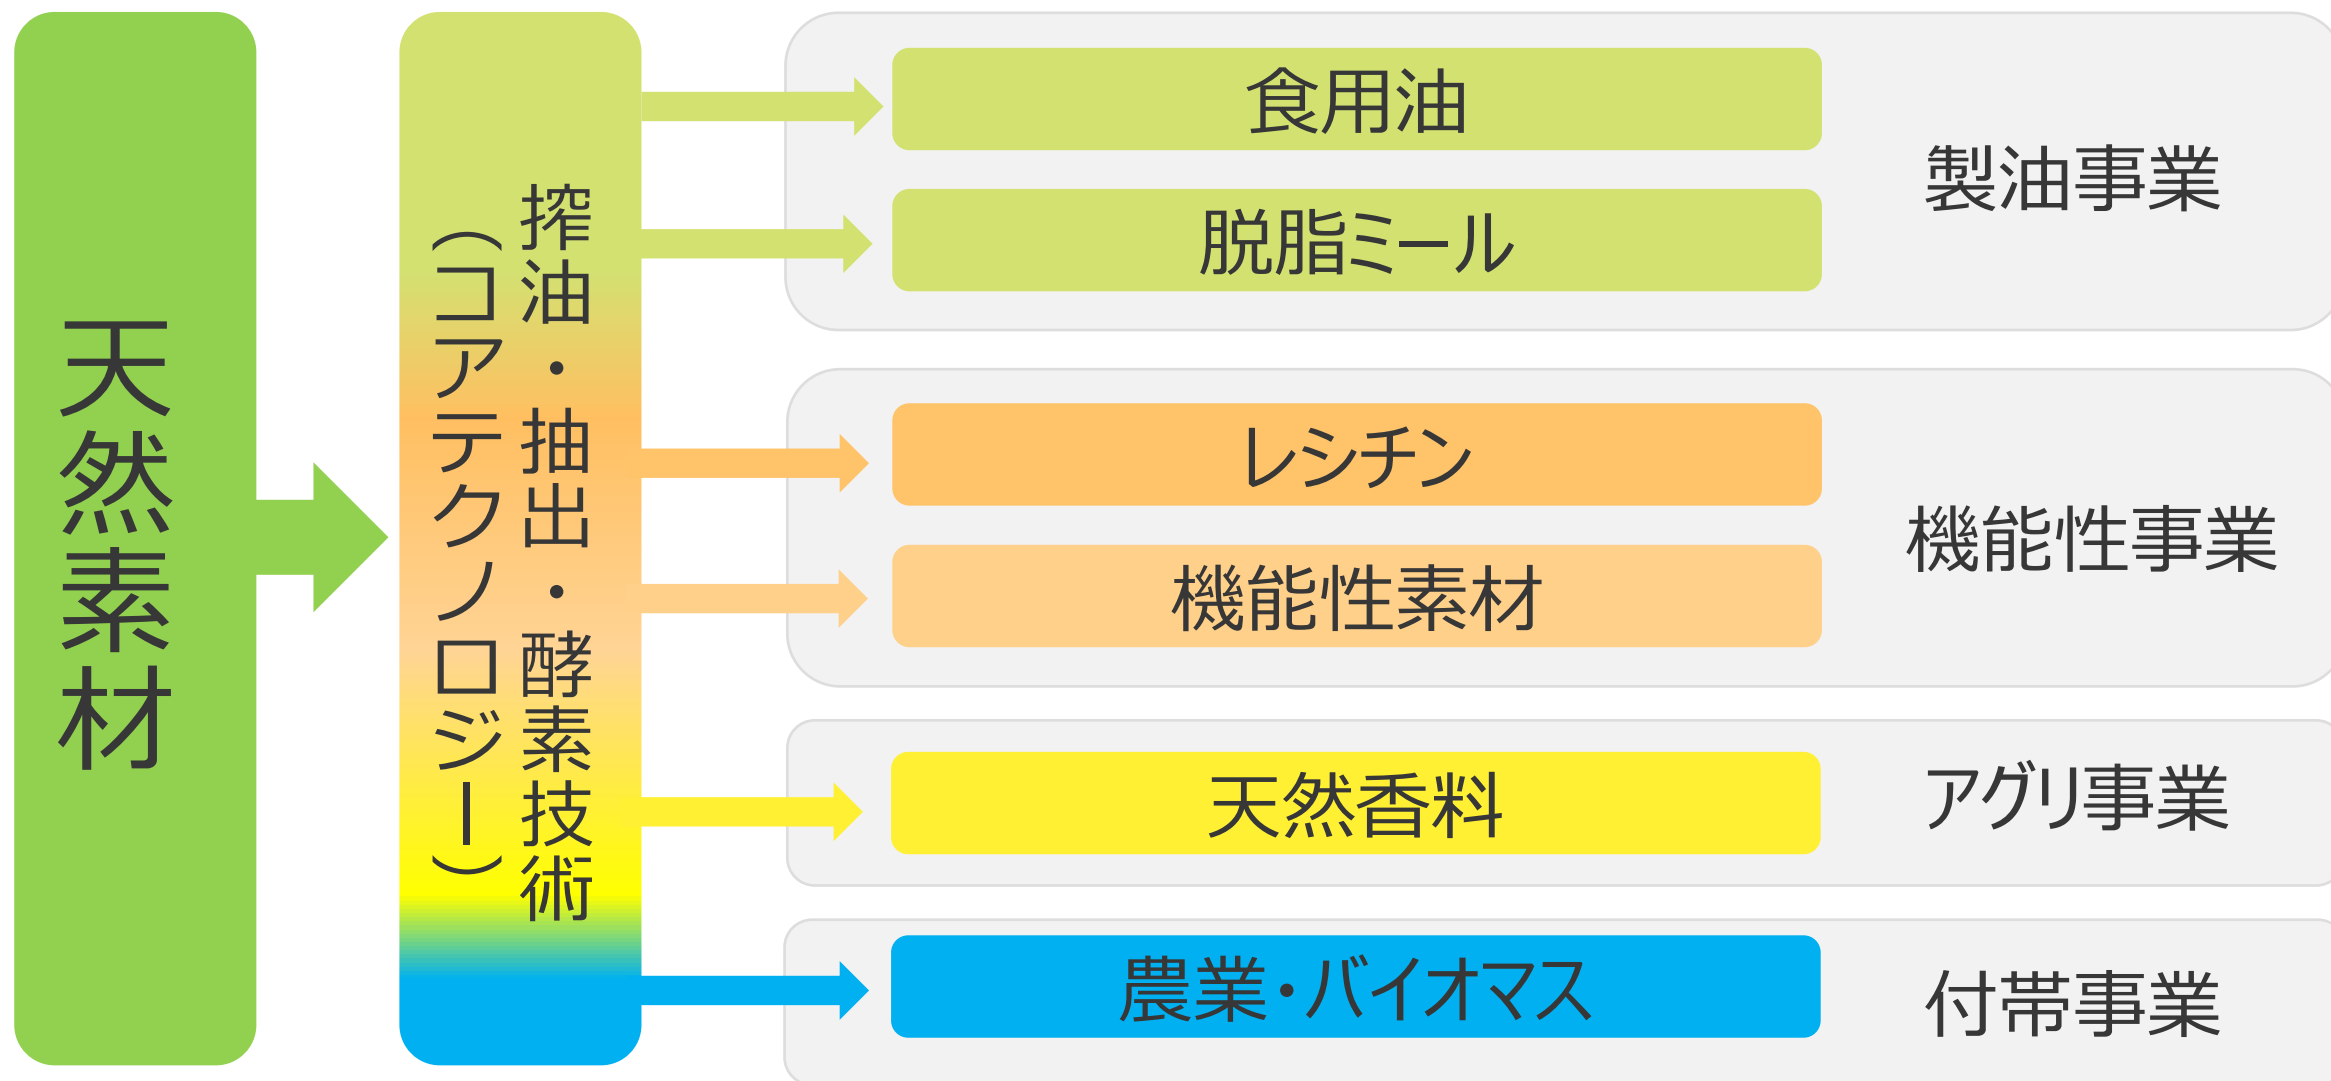 天然素材
搾油・抽出・酵素技術
（コアテクノロジー）
食用油
脱脂ミール
製油事業
レシチン
機能性素材
機能性事業
天然香料
アグリ事業
農業・バイオマス
付帯事業